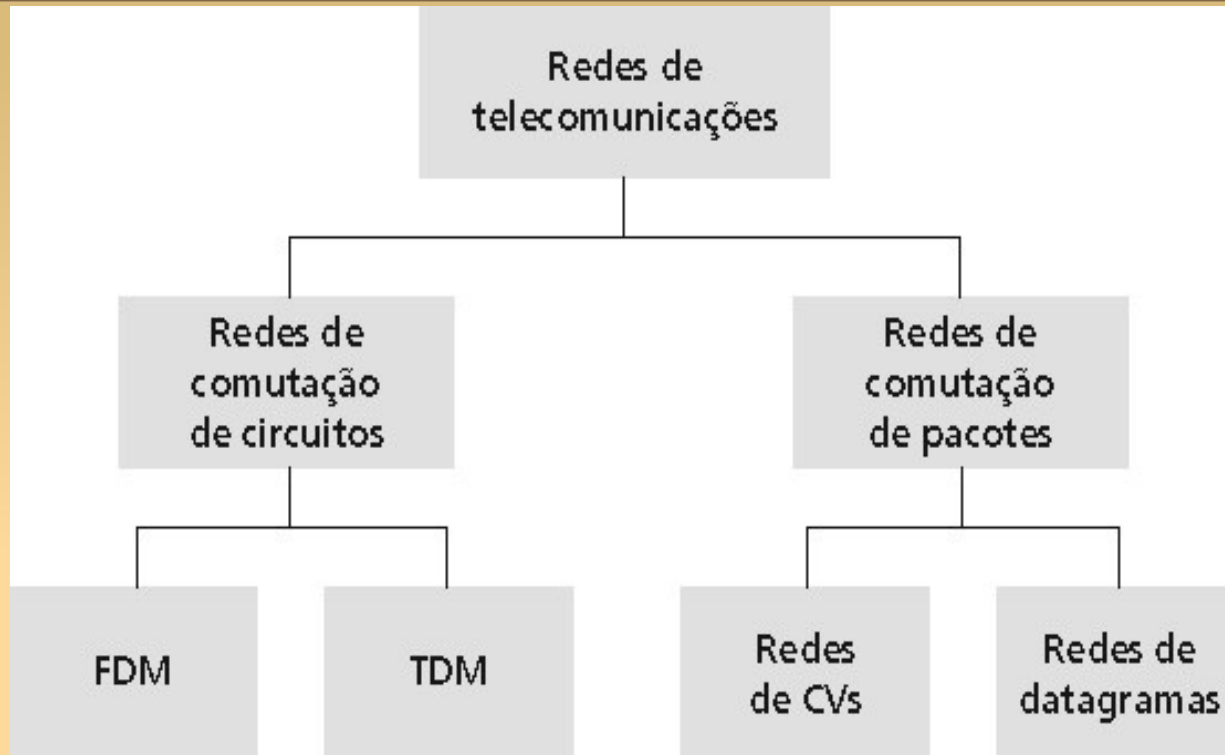 Redes de
telecomunicações
Redes de
comutação
de circuitos
Redes de
comutação
de pacotes
FDM
TDM
Redes
de CVs
Redes de
datagramas